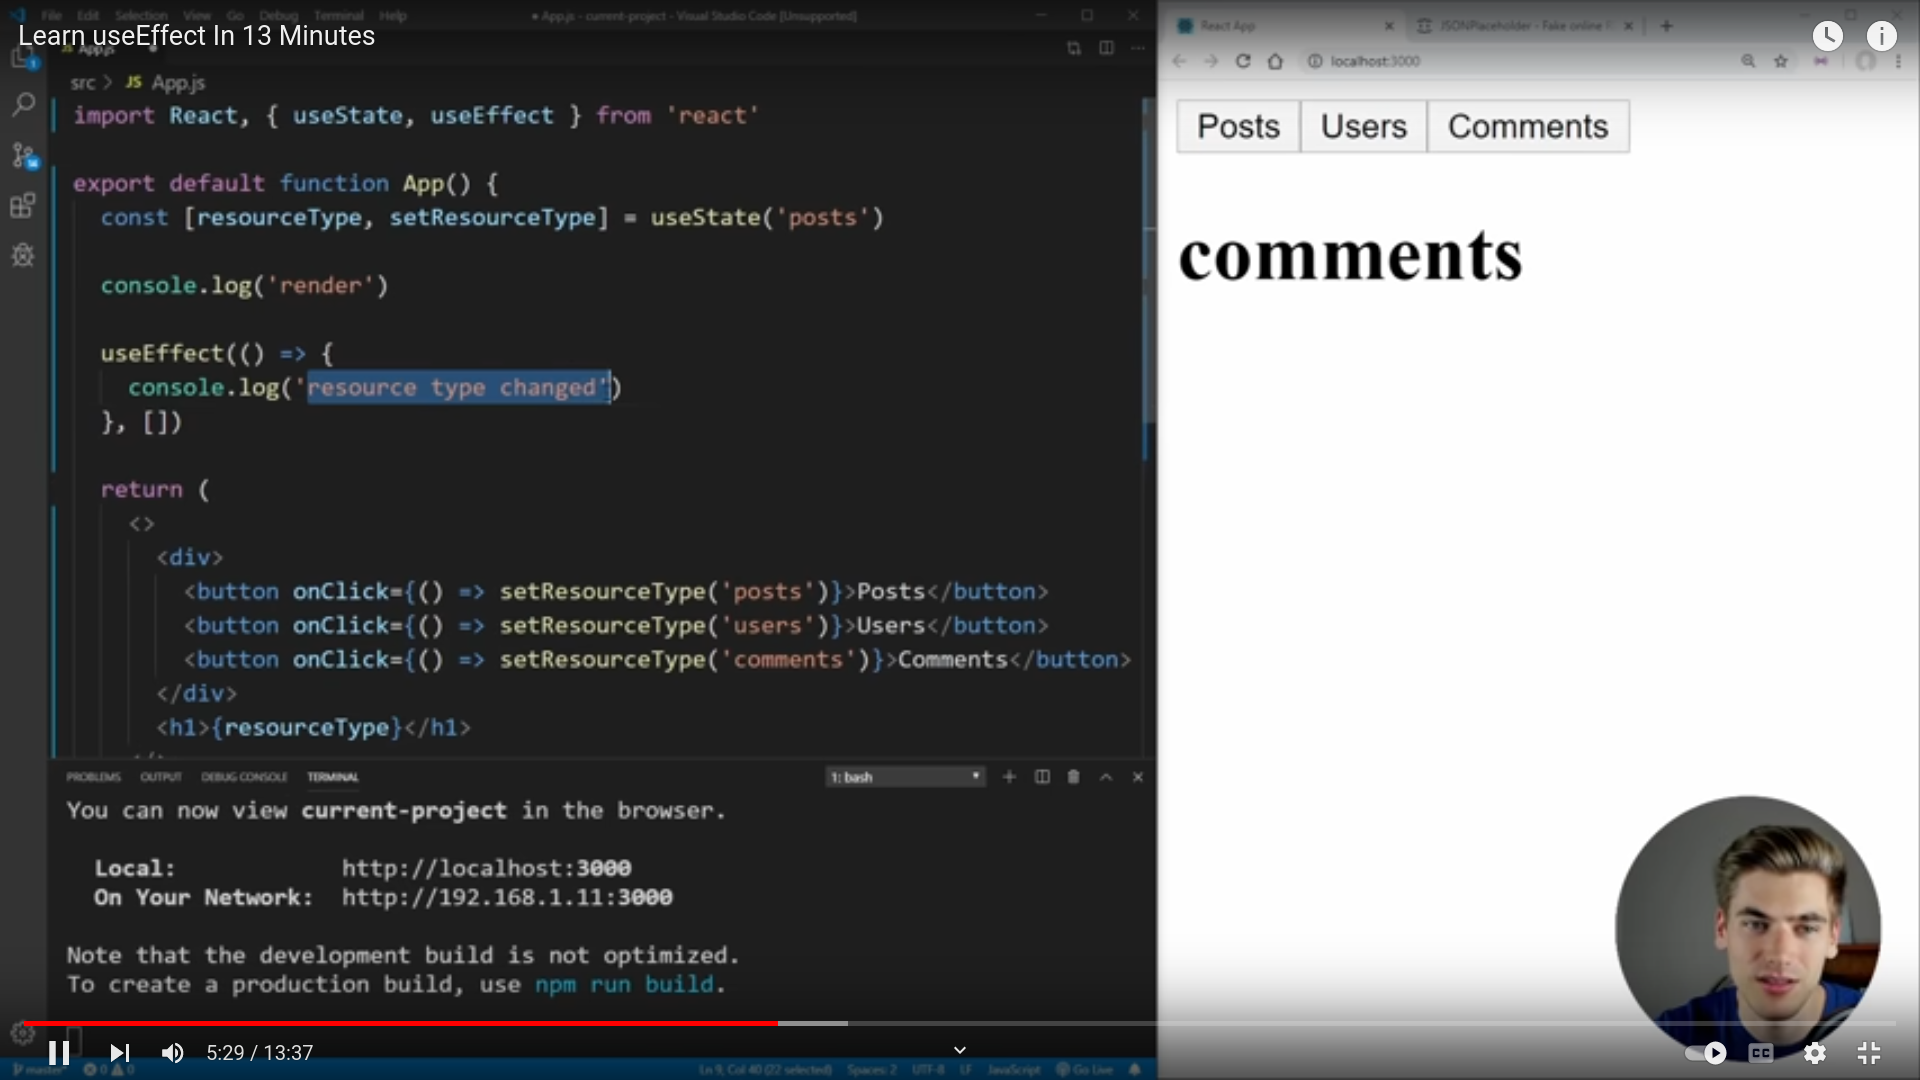 File Edit Selection View Go Debug Terminal Help
• App.js - current-project - Visual Studio Code [Unsupported]
Learn useEffect In 13 Minutes
App.js
src > JS App.js
import React, { useState, useEffect } from 'react'
export default function App() {
const [resourceType, setResourceType] = useState('posts')
console.log('render')
useEffect(() => {
console.log('resource type changed')
}, [])
return (
<>
<div>
<button onClick={() => setResourceType('posts')}>Posts</button>
<button onClick={() => setResourceType('users')}>Users</button>
<button onClick={() => setResourceType('comments')}>Comments</button>
</div>
<h1>{resourceType}</h1>
PROBLEMS OUTPUT DEBUG CONSOLE TERMINAL 1: bash
You can now view current-project in the browser.
Local: http://localhost:3000
On Your Network: http://192.168.1.11:3000
Note that the development build is not optimized.
To create a production build, use npm run build.
5:29 / 13:37
CC
master 0 0 Ln 9, Col 40 (22 selected) Spaces: 2 UTF-8 LF JavaScript Go Live
React App
JSONPlaceholder - Fake online
localhost:3000
Posts Users Comments
comments